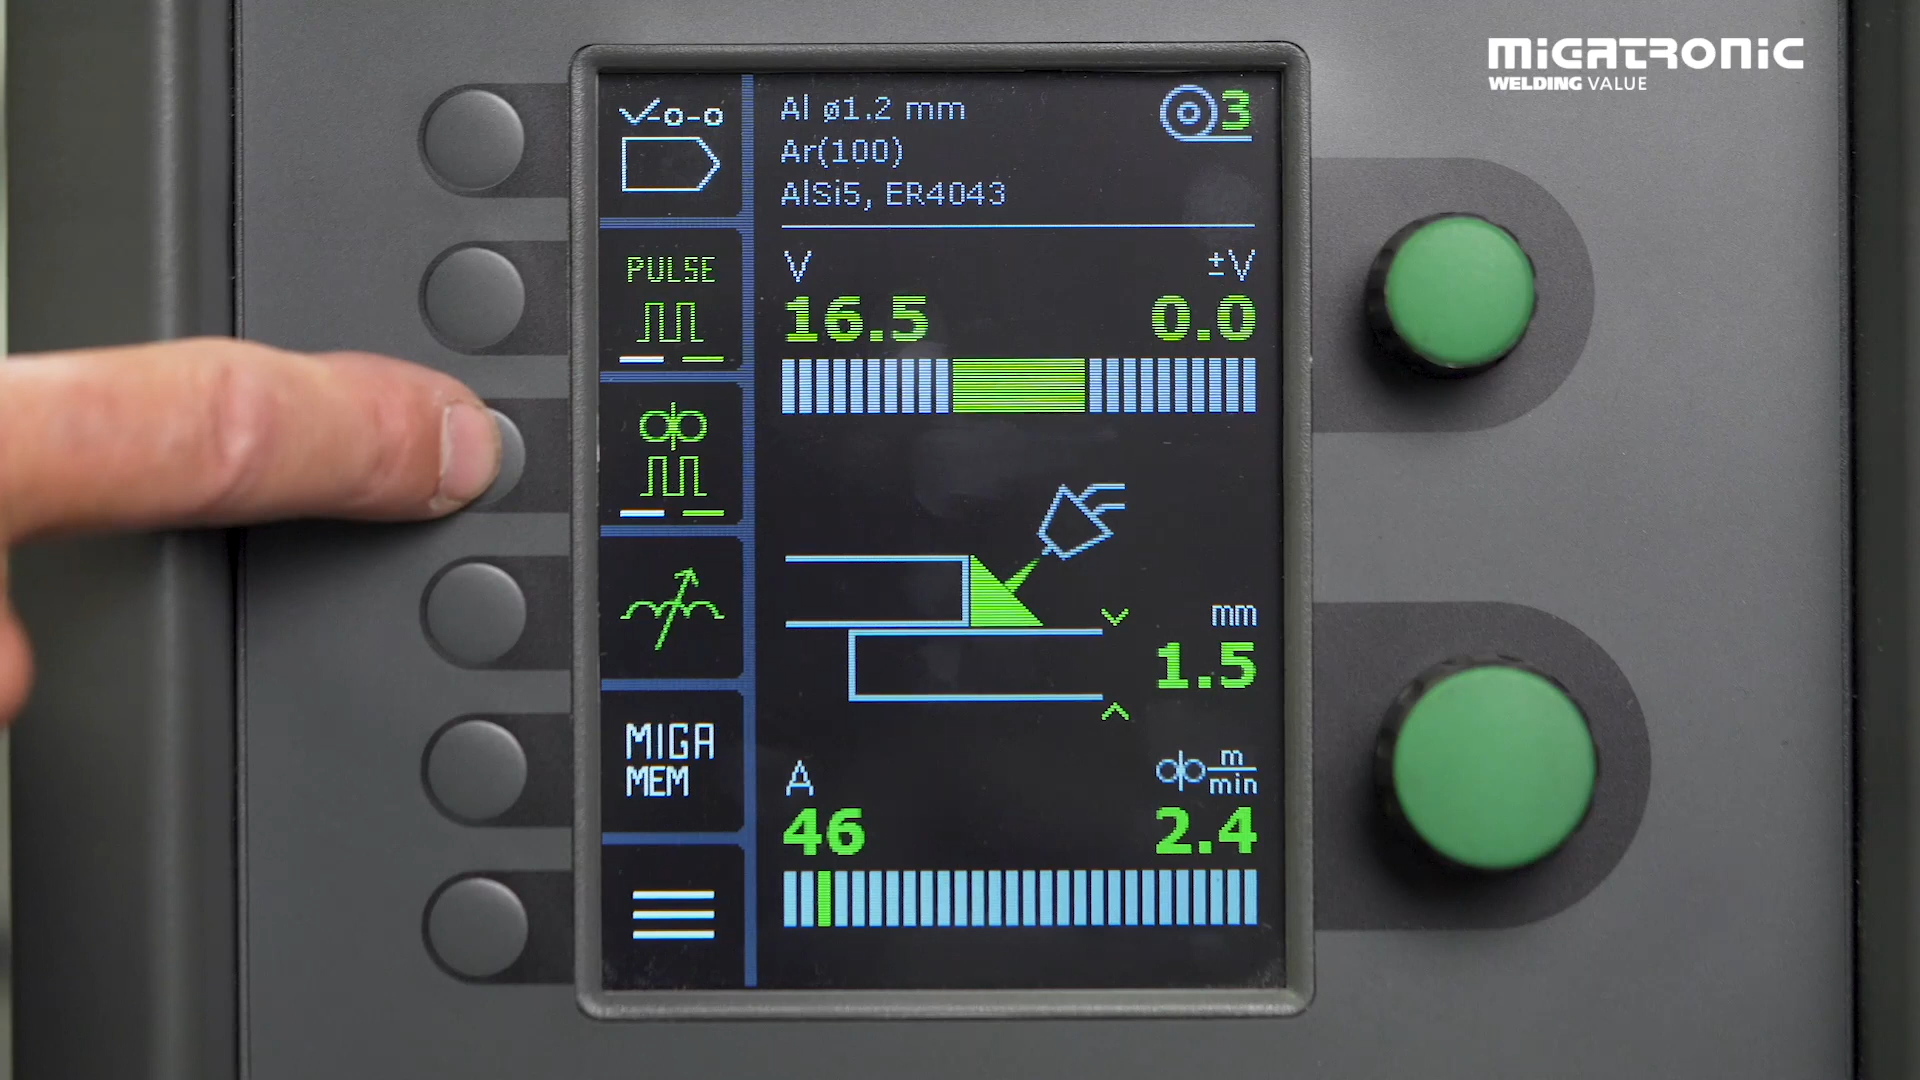 MIGATRONIC
WELDING VALUE
Al ø1.2 mm
3
Ar(100)
AlSi5, ER4043
PULSE
V
±V
16.5
0.0
mm
1.5
MIGA
MEM
A
m
min
46
2.4